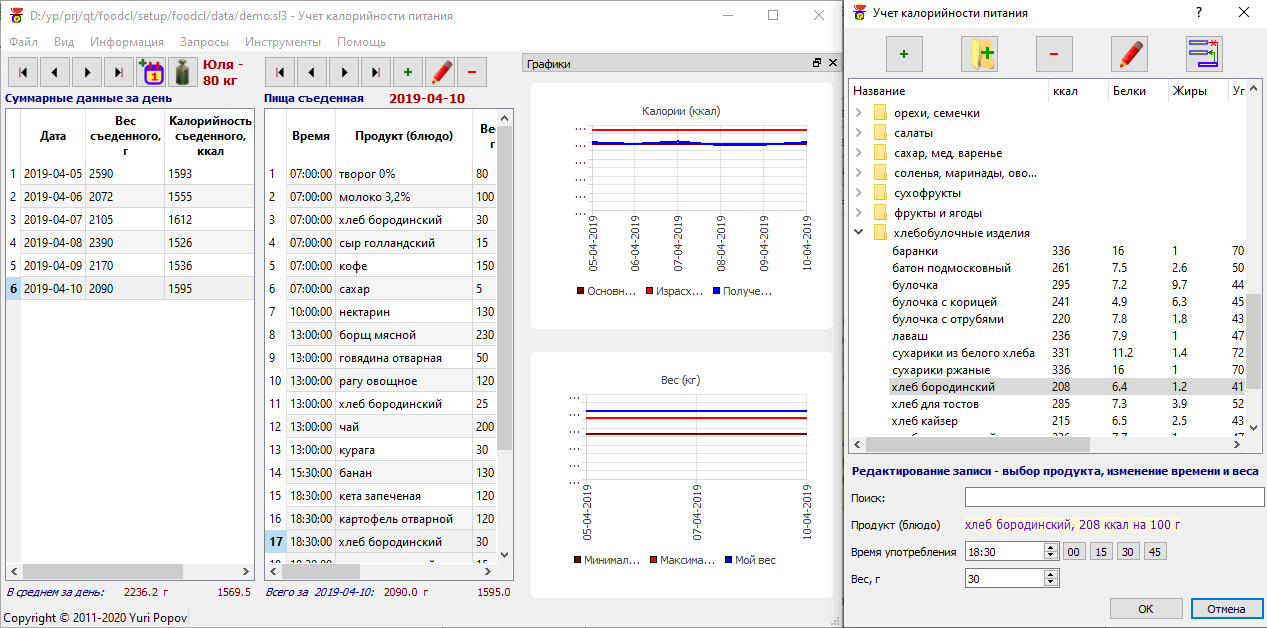 D:/yp/prj/qt/foodcl/setup/foodcl/data/demo.sl3 - Учет калорийности питания
Файл Вид Информация Запросы Инструменты Помощь
Юля -
80 кг
Суммарные данные за день
Дата Вес съеденного, г Калорийность съеденного, ккал
1 2019-04-05 2590 1593
2 2019-04-06 2072 1555
3 2019-04-07 2105 1612
4 2019-04-08 2390 1526
5 2019-04-09 2170 1536
6 2019-04-10 2090 1595
В среднем за день: 2236.2 г 1569.5
Copyright © 2011-2020 Yuri Popov
Пища съеденная 2019-04-10
Время Продукт (блюдо) Ве г
1 07:00:00 творог 0% 80
2 07:00:00 молоко 3,2% 100
3 07:00:00 хлеб бородинский 30
4 07:00:00 сыр голландский 15
5 07:00:00 кофе 150
6 07:00:00 сахар 5
7 10:00:00 нектарин 130
8 13:00:00 борщ мясной 230
9 13:00:00 говядина отварная 50
10 13:00:00 рагу овощное 120
11 13:00:00 хлеб бородинский 25
12 13:00:00 чай 200
13 13:00:00 курага 30
14 15:30:00 банан 130
15 18:30:00 кета запеченая 120
16 18:30:00 картофель отварной 120
17 18:30:00 хлеб бородинский 30
Всего за 2019-04-10: 2090.0 г 1595.0
Графики
Калории (ккал)
... ... ... ... ... ...
05-04-2019 06-04-2019 07-04-2019 08-04-2019 09-04-2019 10-04-2019
Основн... Израсх... Получе...
Вес (кг)
... ... ... ... ... ...
05-04-2019 07-04-2019 10-04-2019
Минимал... Максима... Мой вес
Учет калорийности питания
Название ккал Белки Жиры Уг
орехи, семечки
салаты
сахар, мед, варенье
соленья, маринады, ово...
сухофрукты
фрукты и ягоды
хлебобулочные изделия
баранки 336 16 1 70
батон подмосковный 261 7.5 2.6 50
булочка 295 7.2 9.7 44
булочка с корицей 241 4.9 6.3 45
булочка с отрубями 220 7.8 1.8 43
лаваш 236 7.9 1 47
сухарики из белого хлеба 331 11.2 1.4 72
сухарики ржаные 336 16 1 70
хлеб бородинский 208 6.4 1.2 41
хлеб для тостов 285 7.3 3.9 52
хлеб кайзер 215 6.5 2.5 43
Редактирование записи - выбор продукта, изменение времени и веса
Поиск:
Продукт (блюдо) хлеб бородинский, 208 ккал на 100 г
Время употребления 18:30 00 15 30 45
Вес, г 30
OK Отмена